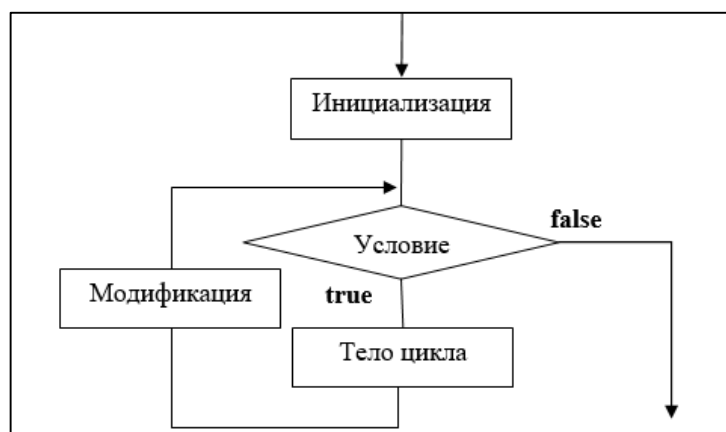 Инициализация
false
Условие
Модификация
true
Тело цикла